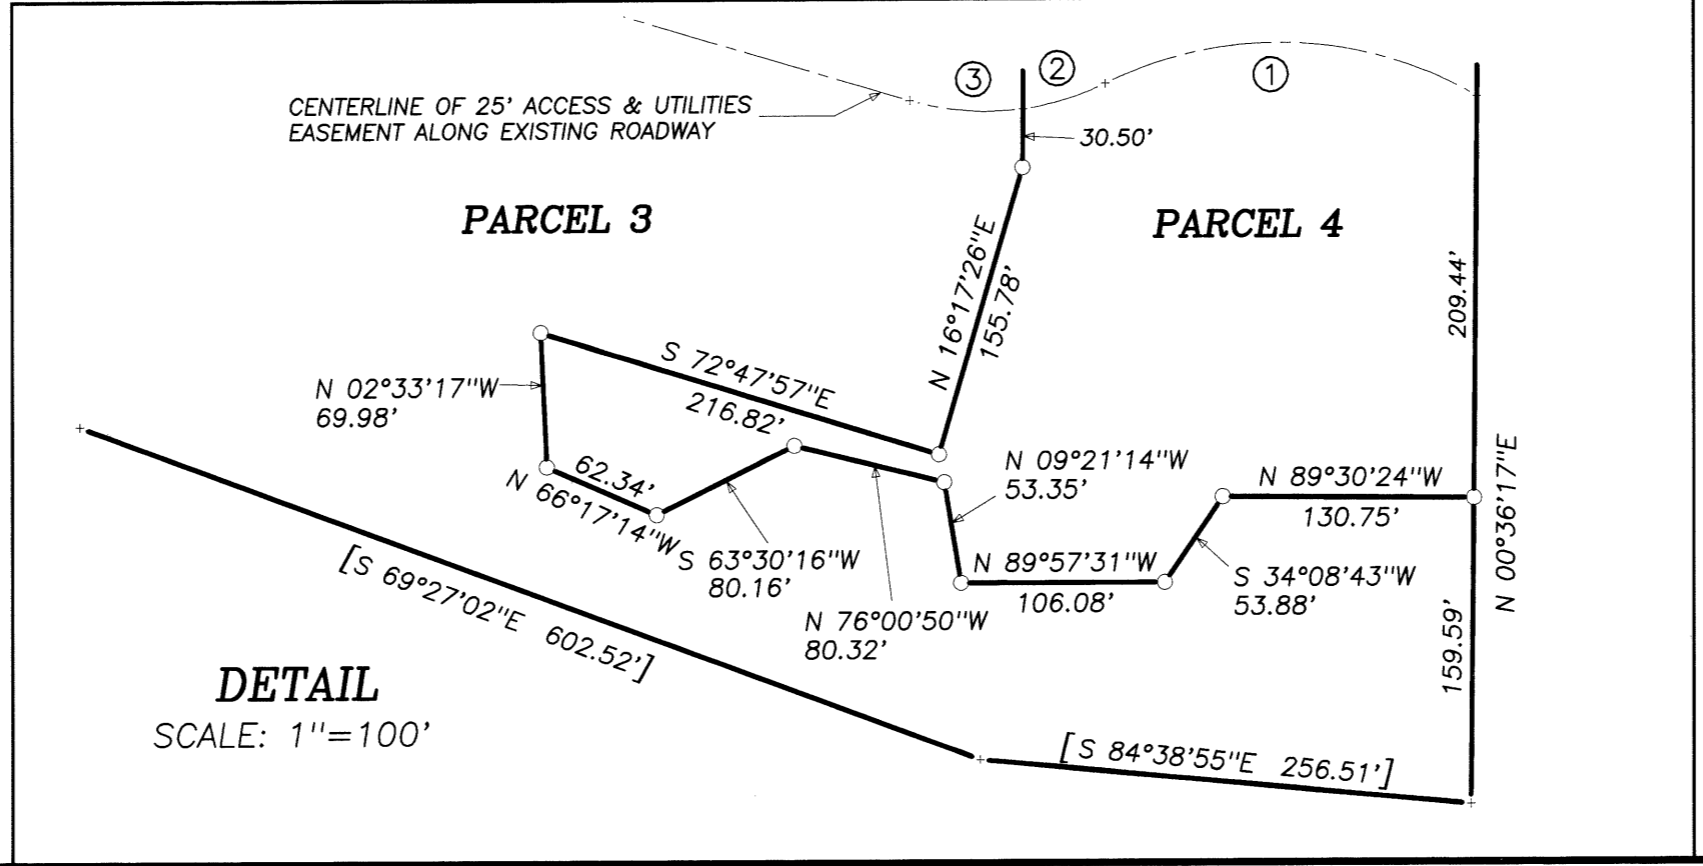 ③ ② ①
CENTERLINE OF 25' ACCESS & UTILITIES
EASEMENT ALONG EXISTING ROADWAY
30.50'
PARCEL 3
PARCEL 4
N 16°17'26"E
155.78'
209.44'
S 72°47'57"E
216.82'
N 02°33'17"W
69.98'
62.34'
N 66°17'14"W
N 09°21'14"W
53.35'
N 89°30'24"W
130.75'
N 00°36'17"E
S 63°30'16"W
80.16'
N 89°57'31"W
106.08'
S 34°08'43"W
53.88'
N 76°00'50"W
80.32'
159.59'
[S 69°27'02"E 602.52']
DETAIL
SCALE: 1"=100'
[S 84°38'55"E 256.51']